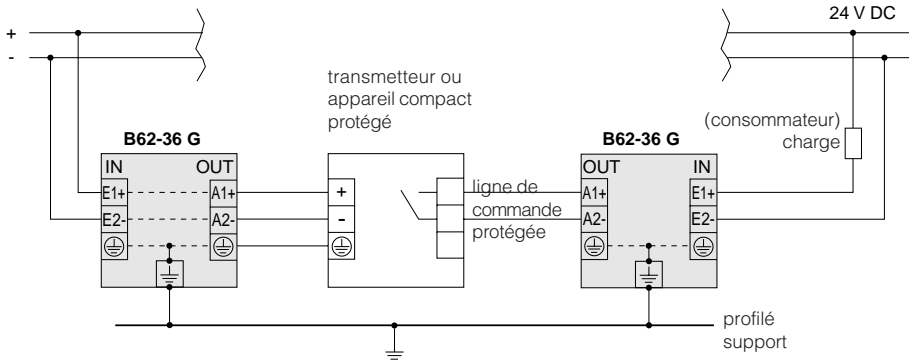 24 V DC
+
-
transmetteur ou
appareil compact
protégé
B62-36 G
IN OUT
E1+ A1+
E2- A2-
+
-
ligne de
commande
protégée
B62-36 G
OUT IN
A1+ E1+
A2- E2-
(consommateur)
charge
profilé
support